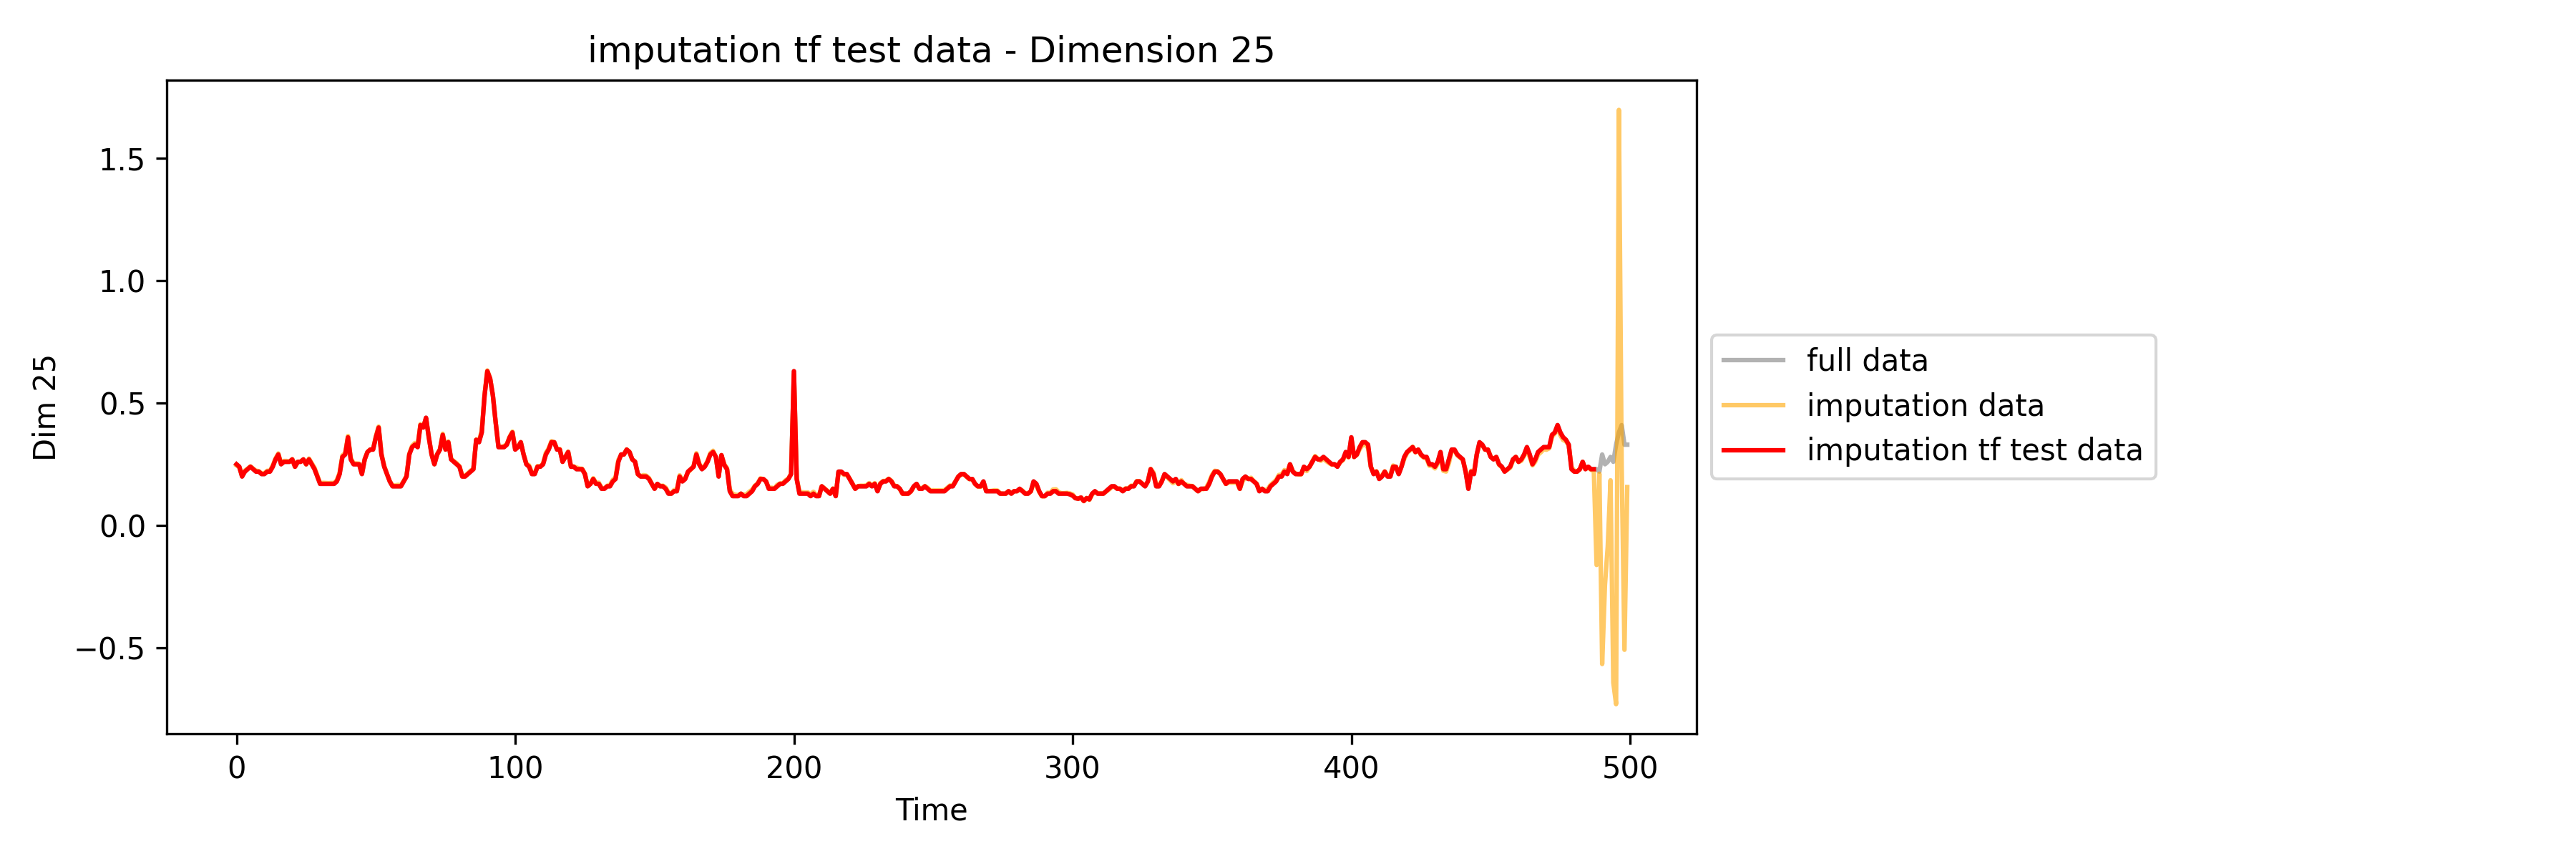 imputation tf test data - Dimension 25
Dim 25
1.5
1.0
0.5
0.0
−0.5
0 100 200 300 400 500
Time
full data
imputation data
imputation tf test data